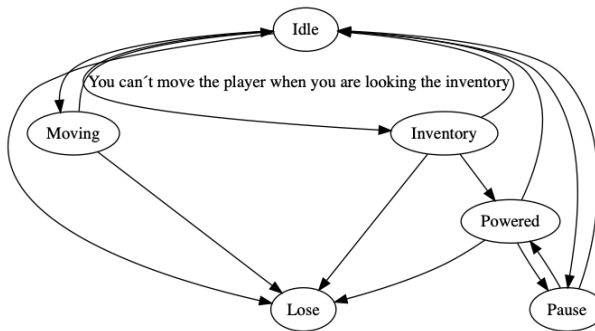 Idle
You can´t move the player when you are looking the inventory
Moving
Inventory
Powered
Lose
Pause